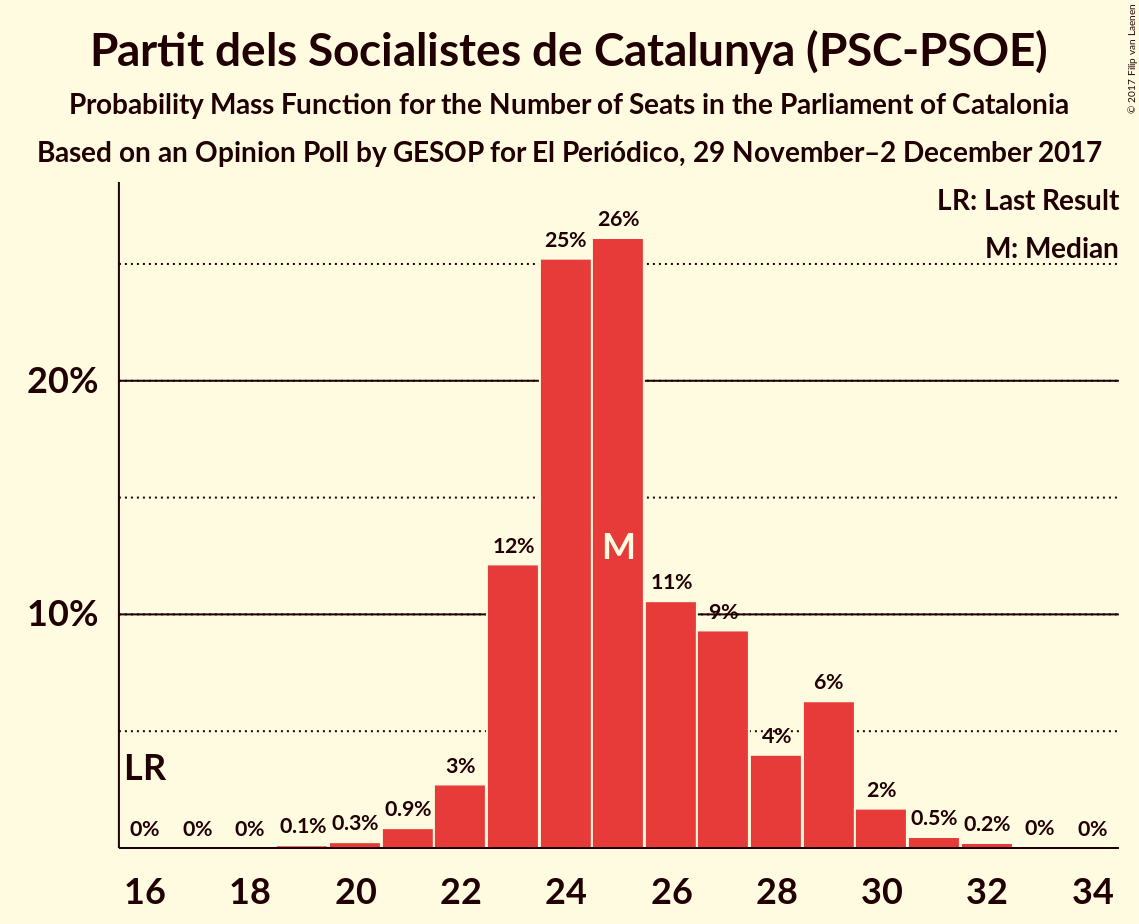 Partit dels Socialistes de Catalunya (PSC-PSOE)
Probability Mass Function for the Number of Seats in the Parliament of Catalonia
Based on an Opinion Poll by GESOP for El Periódico, 29 November–2 December 2017
© 2017 Filip van Laenen
LR: Last Result
M: Median
26%
25%
20%
12%
M
11%
10%
9%
6%
4%
LR
3%
2%
0% 0% 0% 0.1% 0.3% 0.9% 0.5% 0.2% 0% 0%
16 18 20 22 24 26 28 30 32 34